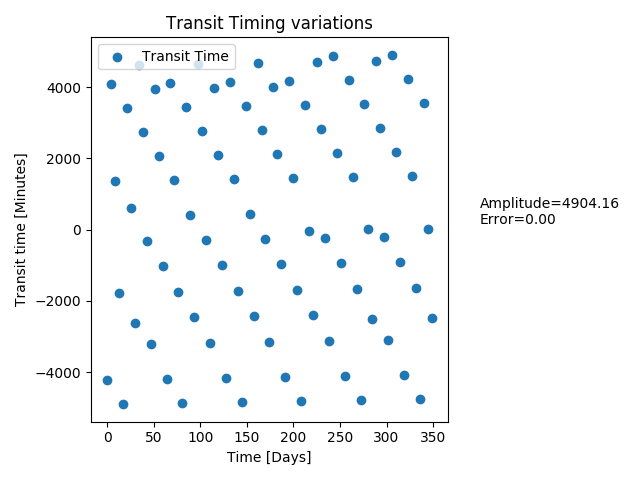 Transit Timing variations
Transit Time
4000
2000
0
−2000
−4000
Transit time [Minutes]
0 50 100 150 200 250 300 350
Time [Days]
Amplitude=4904.16
Error=0.00